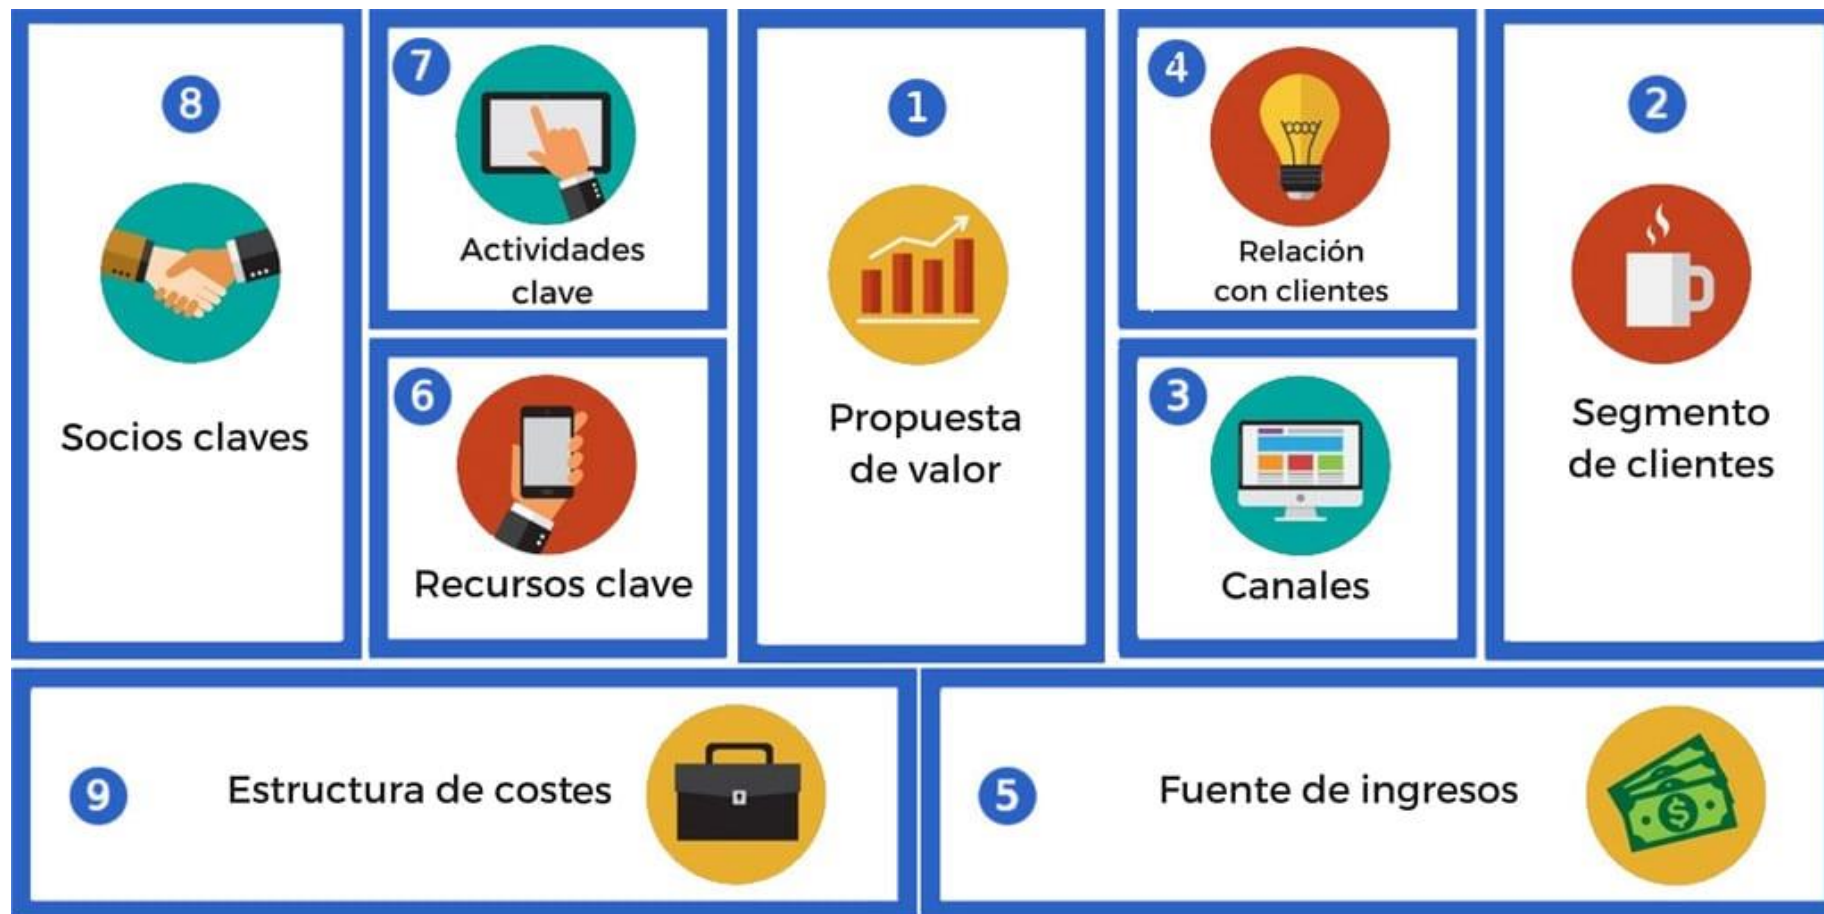 8
Socios claves
7
Actividades
clave
6
Recursos clave
1
Propuesta
de valor
4
Relación
con clientes
3
Canales
2
Segmento
de clientes
9
Estructura de costes
5
Fuente de ingresos
$